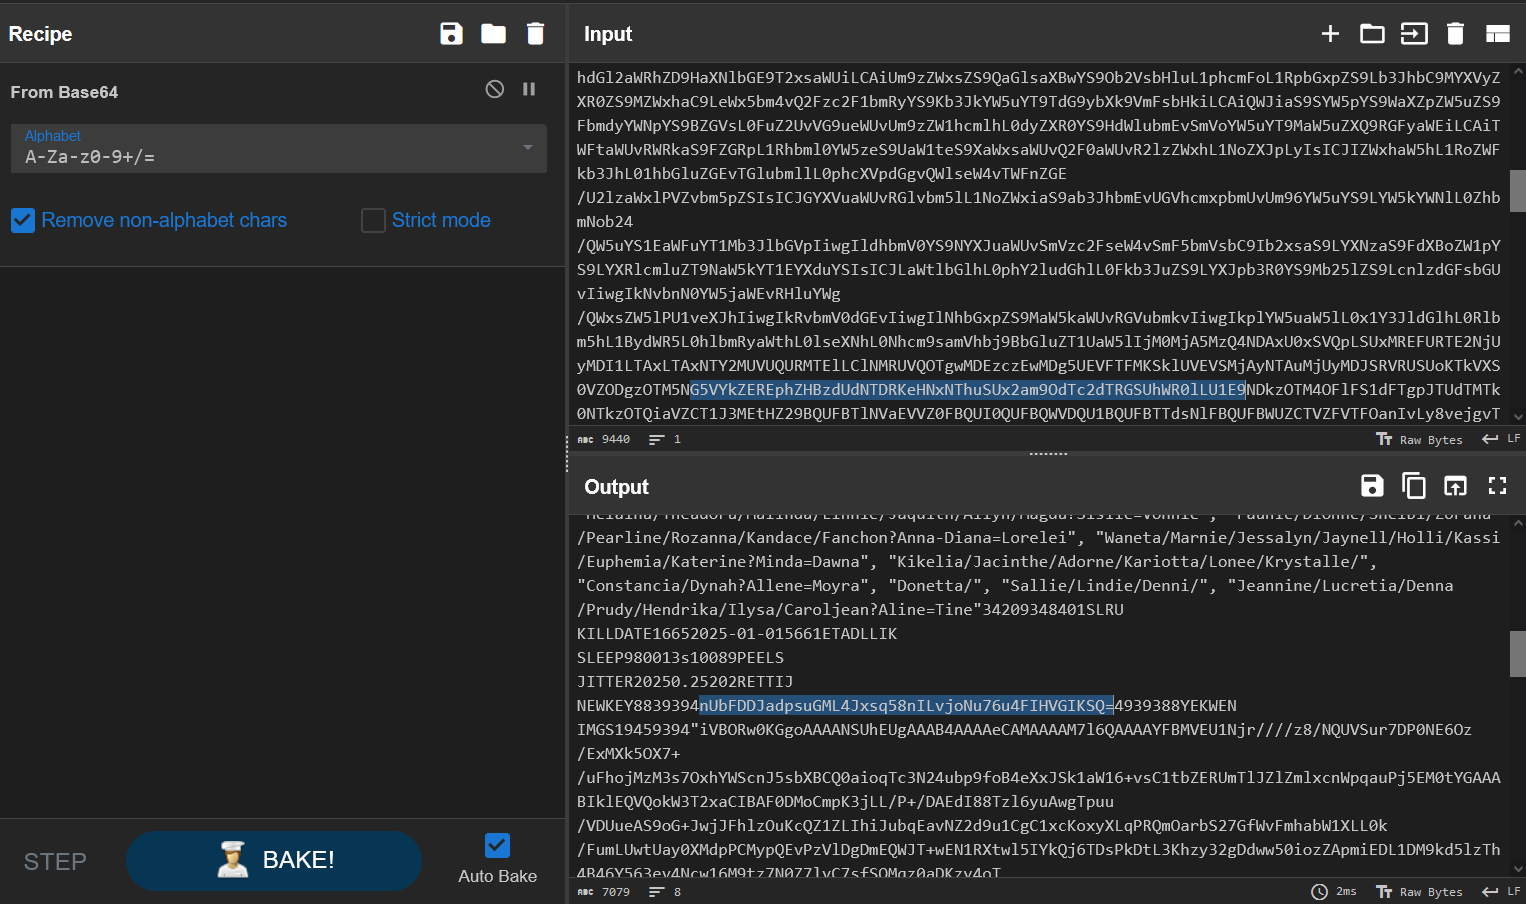 Recipe
From Base64
Alphabet
A-Za-z0-9+/=
Remove non-alphabet chars
Strict mode
STEP
BAKE!
Auto Bake
Input
hdGl2aWRhZD9HaXNlbGE9T2xsaWUiLCAiUm9zZWxsZS9QaGlsaXBwYS9Ob2VsbHluL1phcmFoL1RpbGxpZS9Lb3JhbC9MYXVyZ
XR0ZS9MZWxhaC9LeWx5bm4vQ2Fzc2F1bmRyYS9Kb3JkYW5uYT9TdG9ybXk9VmFsbHkiLCAiQWJiaS9SYW5pYS9WaXZpZW5uZS9
FbmdyYWNpYS9BZGVsL0FuZ2UvVG9ueWUvUm9zZW1hcmlhL0dyZXR0YS9HdWlubmEvSmVoYW5uYT9MaW5uZXQ9RGFyaWEiLCAiT
WFtaWUvRWRkaS9FZGRpL1RhbWl0YW5zeS9UaW1teS9XaWxsaWUvQ2F0aWUvR2lzZWxhL1NoZXJpLyIsICJIZWxhaW5hL1RoZWF
kb3JhL01hbGluZGEvTGlubmllL0phcXVpdGgvQWlseW4vTWFnZGE
/U2lzaWxlPVZvbm5pZSIsICJGYXVuaWUvRGlvbm5lL1NoZWxiaS9ab3JhbmEvUGVhcmxpbmUvUm96YW5uYS9LYW5kYWNlL0Zhb
mNob24
/QW5uYS1EaWFuYT1Mb3JlbGVpIiwgIldhbmV0YS9NYXJuaWUvSmVzc2FseW4vSmF5bmVsbC9Ib2xsaS9LYXNzaS9FdXBoZW1pY
S9LYXRlcmluZT9NaW5kYT1EYXduYSIsICJLaWtlbGlhL0phY2ludGhlL0Fkb3JuZS9LYXJpb3R0YS9Mb25lZS9LcnlzdGFsbGU
vIiwgIkNvbnN0YW5jaWEvRHluYWg
/QWxsZW5lPU1veXJhIiwgIkRvbmV0dGEvIiwgIlNhbGxpZS9MaW5kaWUvRGVubmkvIiwgIkplYW5uaW5lL0x1Y3JldGlhL0Rlb
m5hL1BydWR5L0hlbmRyaWthL0lseXNhL0Nhcm9samVhbj9BbGluZT1UaW5lIjM0MjA5MzQ4NDAxU0xSVQpLSUxMREFURTE2NjU
yMDI1LTAxLTAxNTY2MUVUQURMTElLClNMRUVQOTgwMDEzczEwMDg5UEVFTFMKSklUVEVSMjAyNTAuMjUyMDJSRVRUSUoKTkVXS
0VZODgzOTM5NG5VYkZEREphZHBzdUdNTDRKeHNxNThuSUx2am9OdTc2dTRGSUhWR0lLU1E9NDkzOTM4OFlFS1dFTgpJTUdTMTk
0NTkzOTQiaVZCT1J3MEtHZ29BQUFBTlNVaEVVZ0FBQUI0QUFBQWVDQU1BQUFBTTdsNlFBQUFBWUZCTVZFVTFOanIvLy8vejgvT
9440
1
Raw Bytes
LF
Output
/Pearline/Rozanna/Kandace/Fanchon?Anna-Diana=Lorelei", "Waneta/Marnie/Jessalyn/Jaynell/Holli/Kassi
/Euphemia/Katerine?Minda=Dawna", "Kikelia/Jacinthe/Adorne/Kariotta/Lonee/Krystalle/",
"Constancia/Dynah?Allene=Moyra", "Donetta/", "Sallie/Lindie/Denni/", "Jeannine/Lucretia/Denna
/Prudy/Hendrika/Ilysa/Caroljean?Aline=Tine"34209348401SLRU
KILLDATE16652025-01-015661ETADLLIK
SLEEP980013s10089PEELS
JITTER20250.25202RETTIJ
NEWKEY8839394nUbFDDJadpsuGML4Jxsq58nILvjoNu76u4FIHVGIKSQ=4939388YEKWEN
IMGS19459394"iVBORw0KGgoAAAANSUhEUgAAAB4AAAAeCAMAAAAM7l6QAAAAYFBMVEU1Njr////z8/NQUVSur7DP0NE6Oz
/ExMXk5OX7+
/uFhojMzM3s7OxhYWScnJ5sbXBCQ0aioqTc3N24ubp9foB4eXxJSk1aW16+vsC1tbZERUmTlJZlZmlxcnWpqauPj5EM0tYGAAA
BIklEQVQokW3T2xaCIBAF0DMoCmpK3jLL/P+/DAEdI88Tzl6yuAwgTpuu
/VDUueAS9oG+JwjJFhlzOuKcQZ1ZLIhiJubqEavNZ2d9u1CgC1xcKoxyXLqPRQmOarbS27GfWvFmhabW1XLL0k
/FumLUwtUay0XMdpPCMypQEvPzVlDgDmEQWJT+wEN1RXtwl5IYkQj6TDsPkDtL3Khzy32gDdww50iozZApmiEDL1DM9kd5lzTh
7079
8
2ms
Raw Bytes
LF